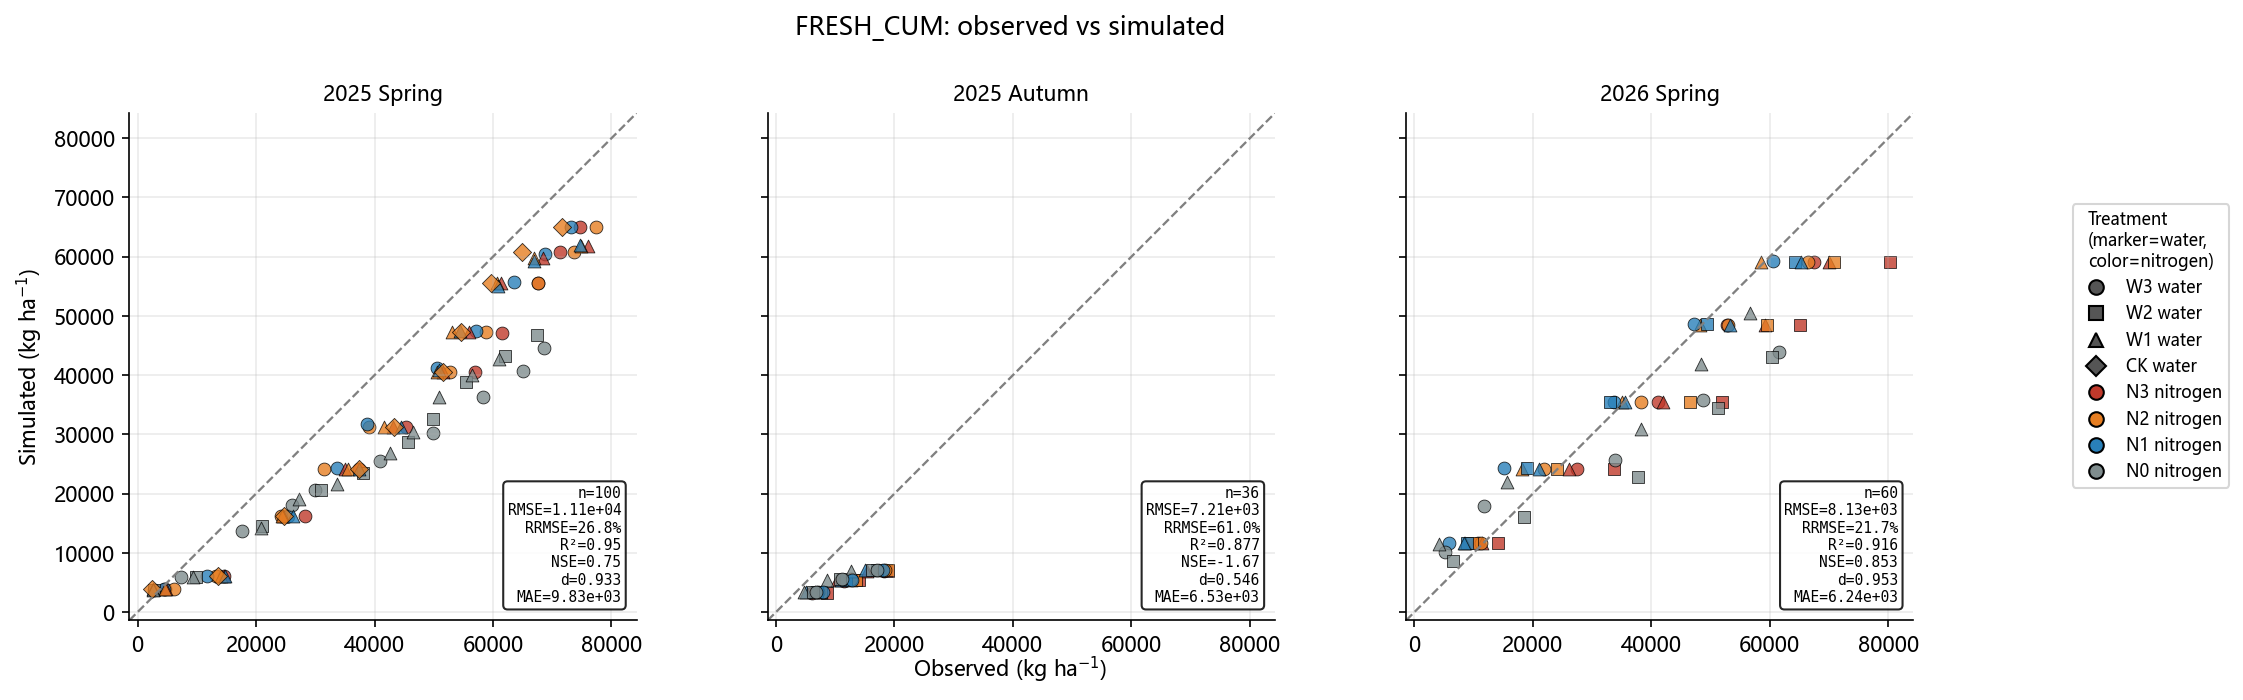 FRESH_CUM: observed vs simulated
2025 Spring
2025 Autumn
2026 Spring
Simulated (kg ha⁻¹)
80000
70000
60000
50000
40000
30000
20000
10000
0
n=100
RMSE=1.11e+04
RRMSE=26.8%
R²=0.95
NSE=0.75
d=0.933
MAE=9.83e+03
n=36
RMSE=7.21e+03
RRMSE=61.0%
R²=0.877
NSE=-1.67
d=0.546
MAE=6.53e+03
n=60
RMSE=8.13e+03
RRMSE=21.7%
R²=0.916
NSE=0.853
d=0.953
MAE=6.24e+03
0 20000 40000 60000 80000
0 20000 40000 60000 80000
0 20000 40000 60000 80000
Observed (kg ha⁻¹)
Treatment
(marker=water,
color=nitrogen)
W3 water
W2 water
W1 water
CK water
N3 nitrogen
N2 nitrogen
N1 nitrogen
N0 nitrogen